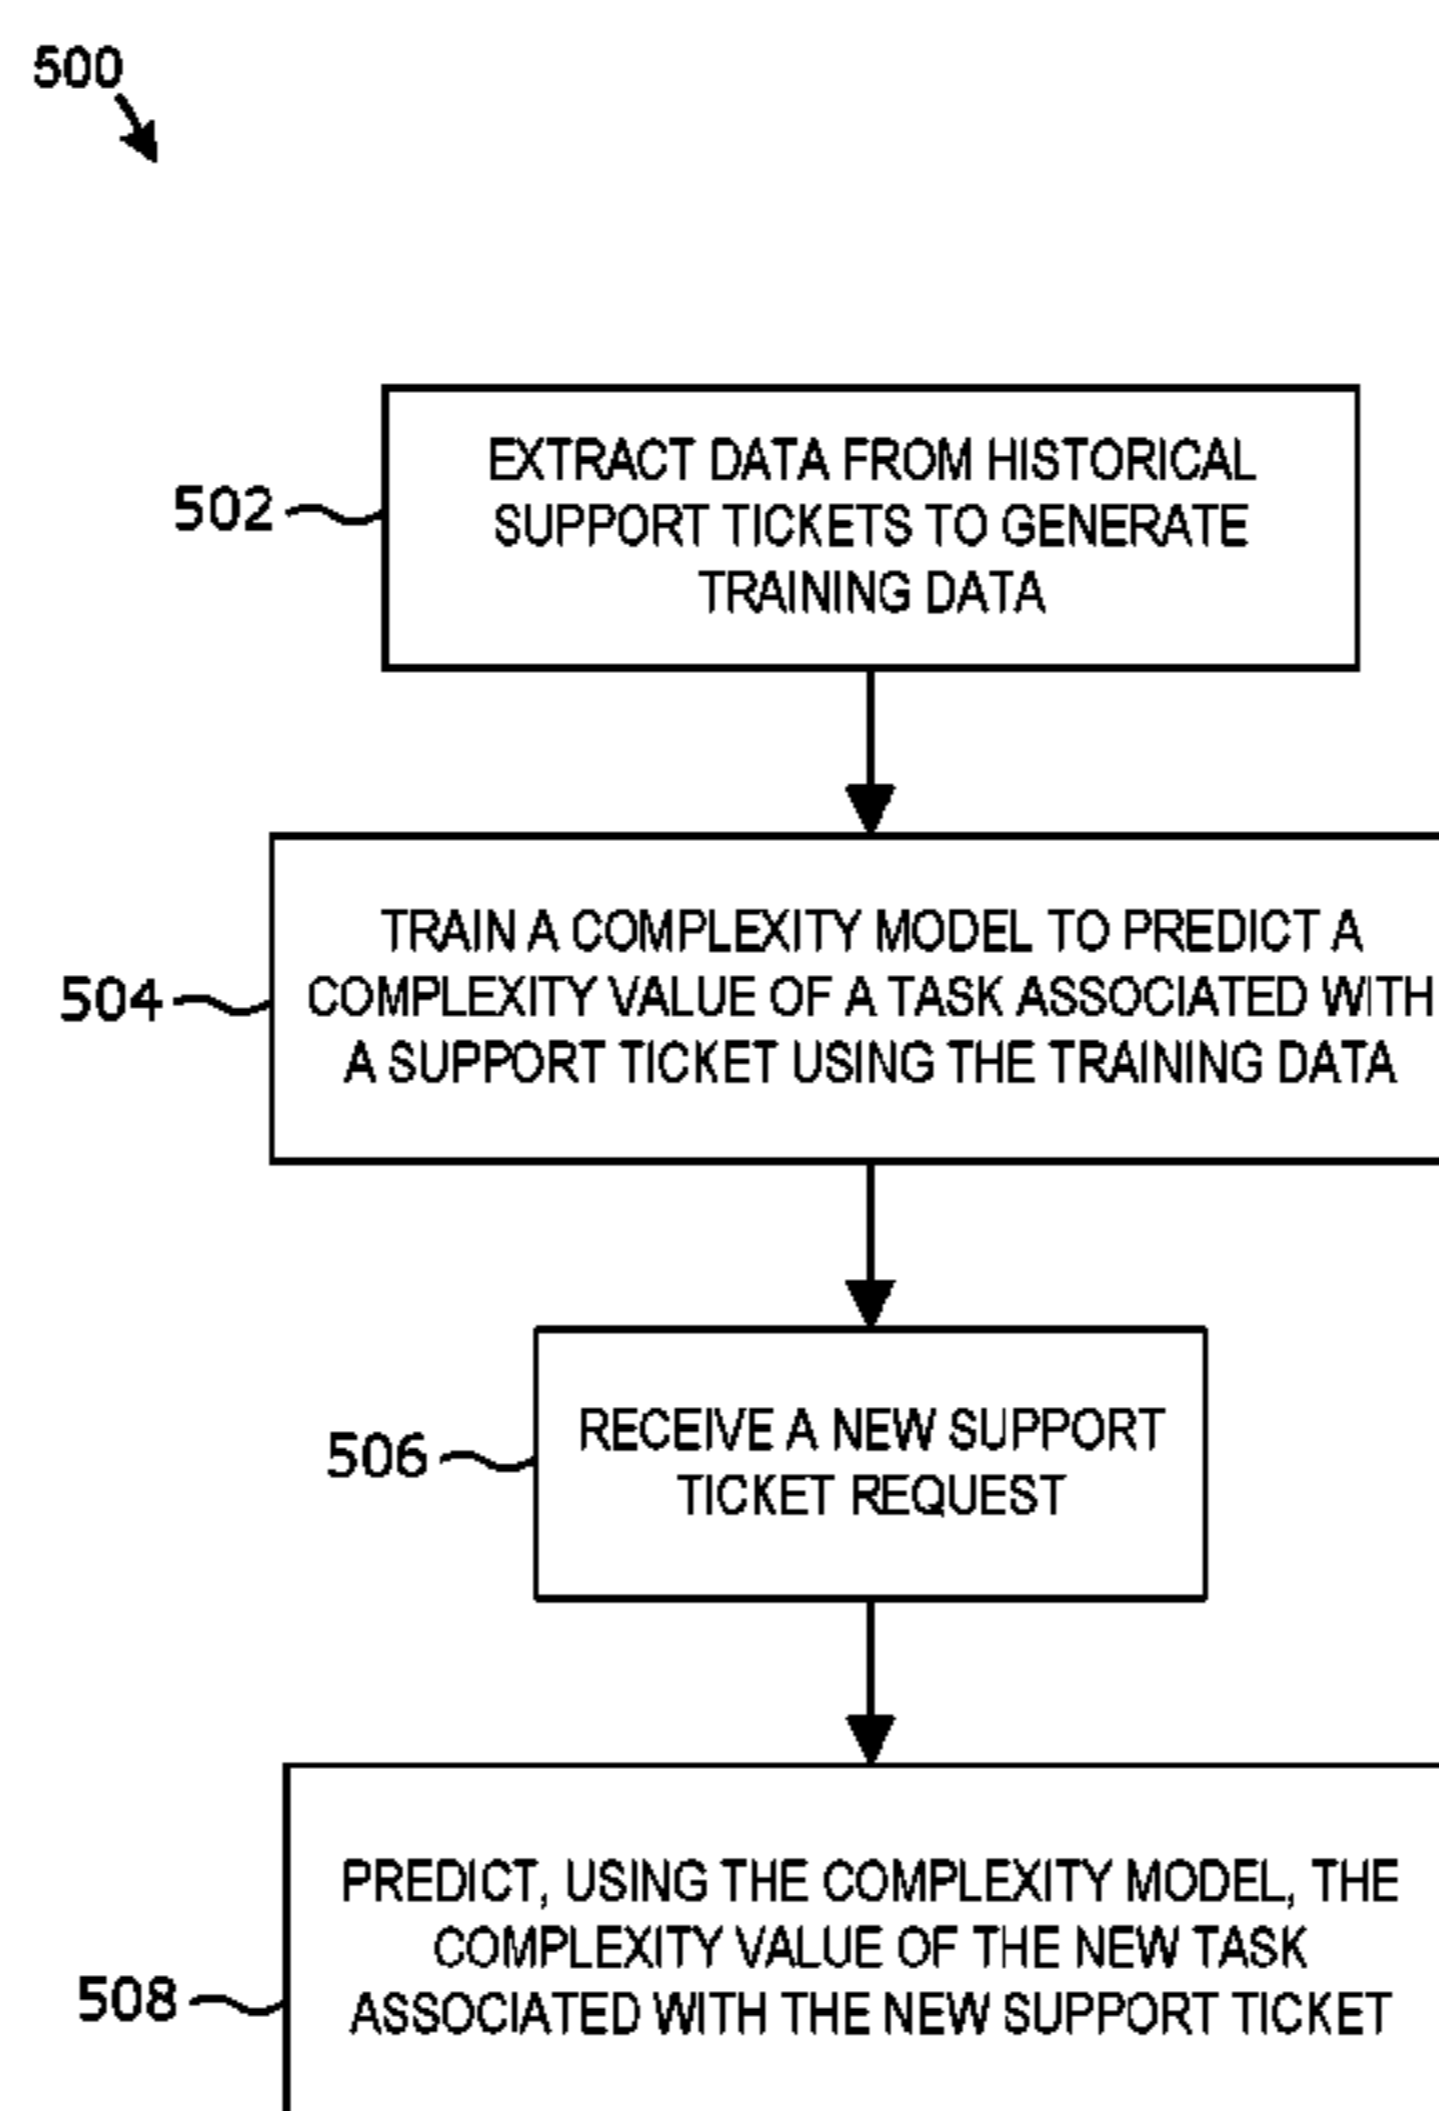 500
502
EXTRACT DATA FROM HISTORICAL
SUPPORT TICKETS TO GENERATE
TRAINING DATA
504
TRAIN A COMPLEXITY MODEL TO PREDICT A
COMPLEXITY VALUE OF A TASK ASSOCIATED WITH
A SUPPORT TICKET USING THE TRAINING DATA
506
RECEIVE A NEW SUPPORT
TICKET REQUEST
508
PREDICT, USING THE COMPLEXITY MODEL, THE
COMPLEXITY VALUE OF THE NEW TASK
ASSOCIATED WITH THE NEW SUPPORT TICKET